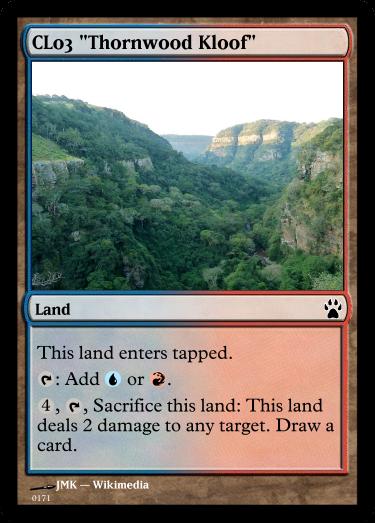 CL03 "Thornwood Kloof"
Land
This land enters tapped.
: Add or .
4 , , Sacrifice this land: This land
deals 2 damage to any target. Draw a
card.
JMK — Wikimedia
0171